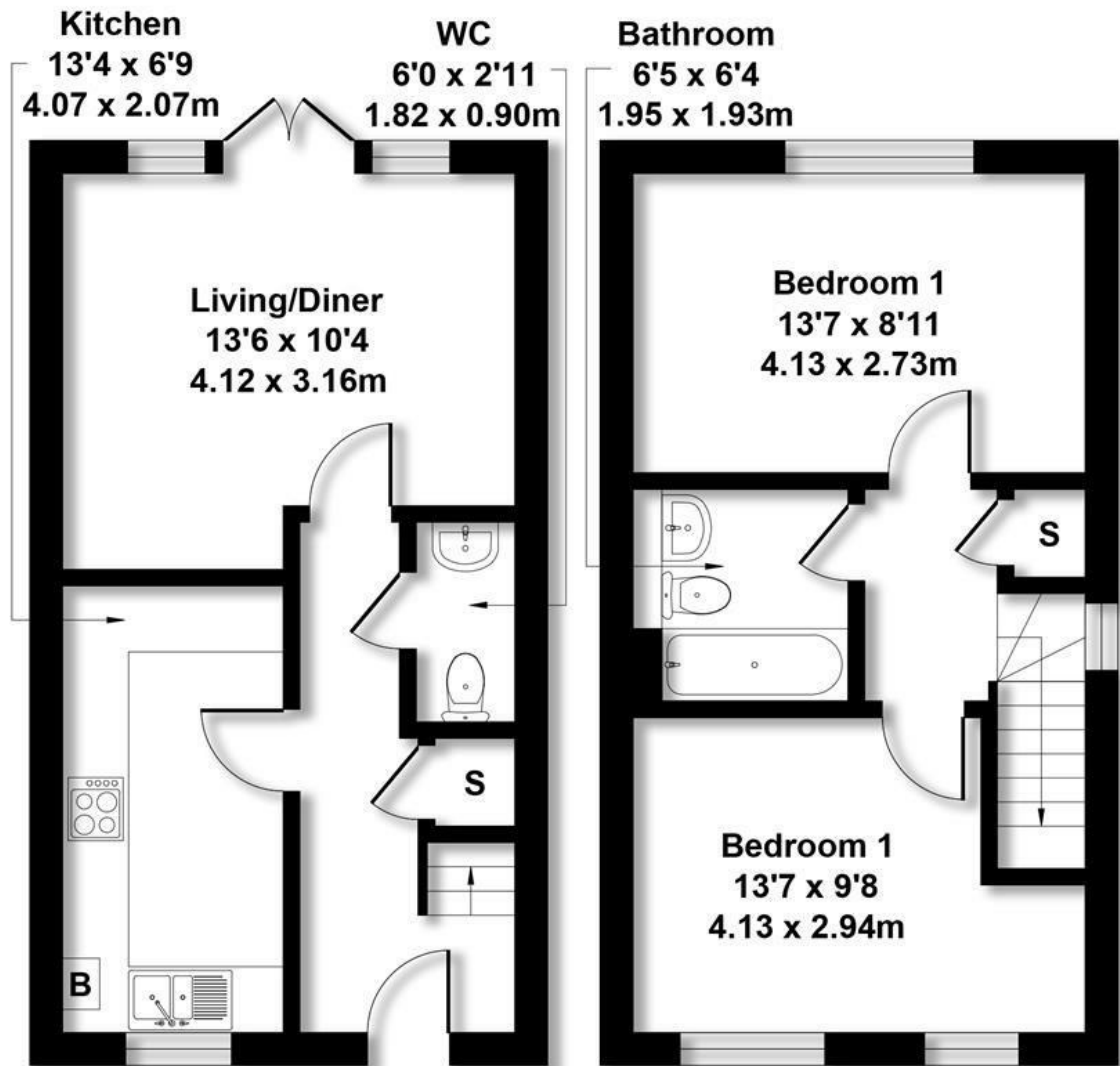 Kitchen
13'4 x 6'9
4.07 x 2.07m
WC
6'0 x 2'11
1.82 x 0.90m
Bathroom
6'5 x 6'4
1.95 x 1.93m
Living/Diner
13'6 x 10'4
4.12 x 3.16m
Bedroom 1
13'7 x 8'11
4.13 x 2.73m
S
S
B
Bedroom 1
13'7 x 9'8
4.13 x 2.94m